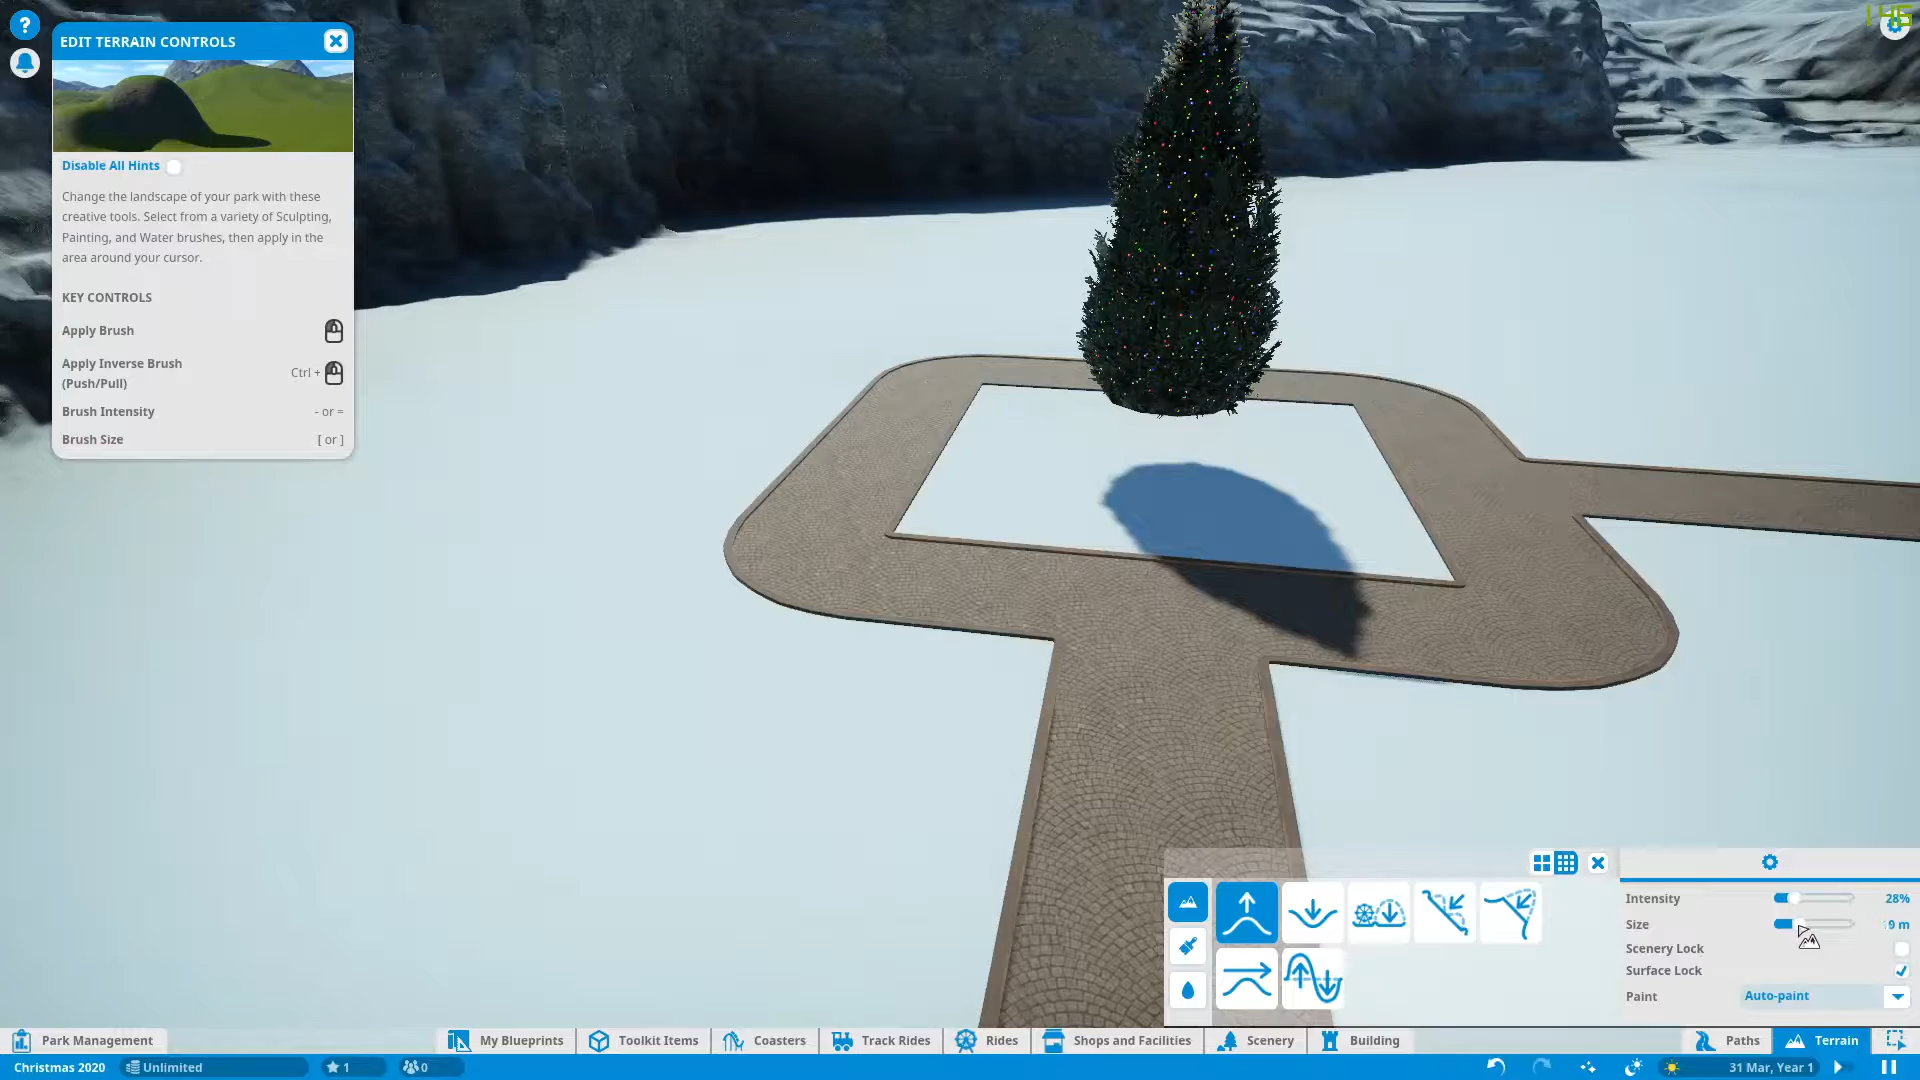 ?
146
EDIT TERRAIN CONTROLS
Disable All Hints
Change the landscape of your park with these
creative tools. Select from a variety of Sculpting,
Painting, and Water brushes, then apply in the
area around your cursor.
KEY CONTROLS
Apply Brush
Apply Inverse Brush
(Push/Pull)
Ctrl +
Brush Intensity
- or =
Brush Size
[ or ]
Intensity
28%
Size
9 m
Scenery Lock
Surface Lock
Paint
Auto-paint
Park Management
My Blueprints
Toolkit Items
Coasters
Track Rides
Rides
Shops and Facilities
Scenery
Building
Paths
Terrain
Christmas 2020
Unlimited
1
0
31 Mar, Year 1